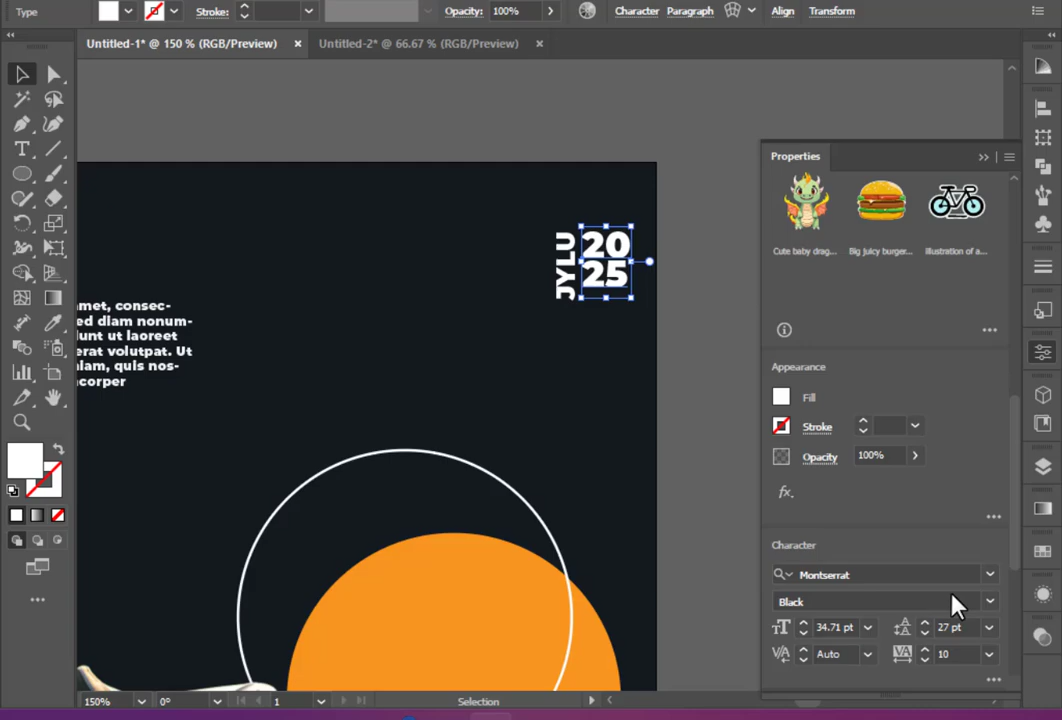 Type
Stroke:
Opacity: 100%
Character Paragraph
Align Transform
Untitled-1* @ 150 % (RGB/Preview) × Untitled-2* @ 66.67 % (RGB/Preview) ×
Properties
Cute baby drag... Big juicy burger... Illustration of a...
JYLU
20
25
amet, consec-
ed diam nonum-
dunt ut laoreet
erat volutpat. Ut
niam, quis nos-
ncorper
Appearance
Fill
Stroke
Opacity 100%
fx.
Character
Montserrat
Black
34.71 pt 27 pt
Auto 10
150% 0° 1 Selection